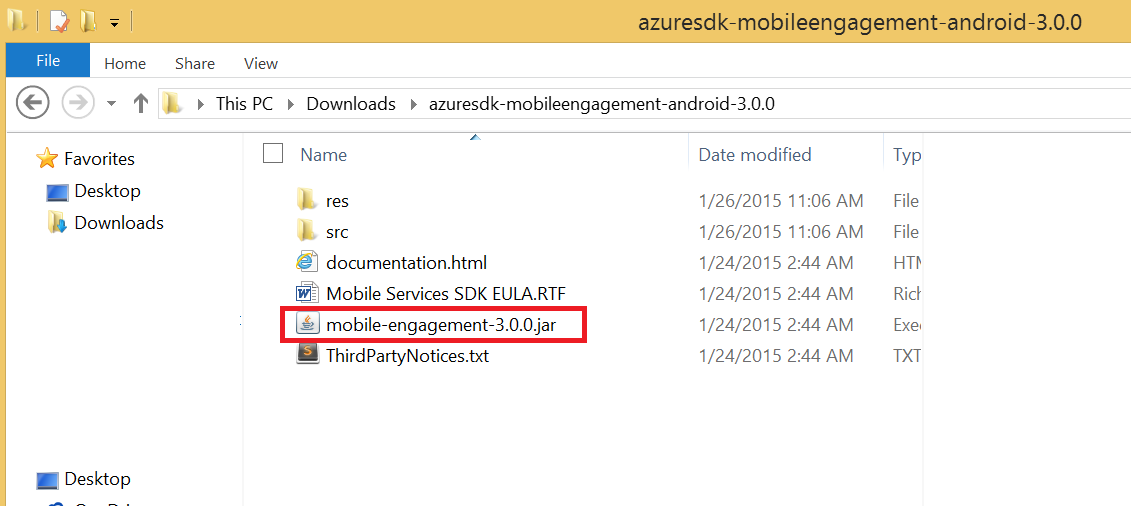 azuresdk-mobileengagement-android-3.0.0
File Home Share View
This PC Downloads azuresdk-mobileengagement-android-3.0.0
Name Date modified Typ
Favorites
Desktop
Downloads
res 1/26/2015 11:06 AM File
src 1/26/2015 11:06 AM File
documentation.html 1/24/2015 2:44 AM HTM
Mobile Services SDK EULA.RTF 1/24/2015 2:44 AM Rich
mobile-engagement-3.0.0.jar 1/24/2015 2:44 AM Exec
ThirdPartyNotices.txt 1/24/2015 2:44 AM TXT
Desktop